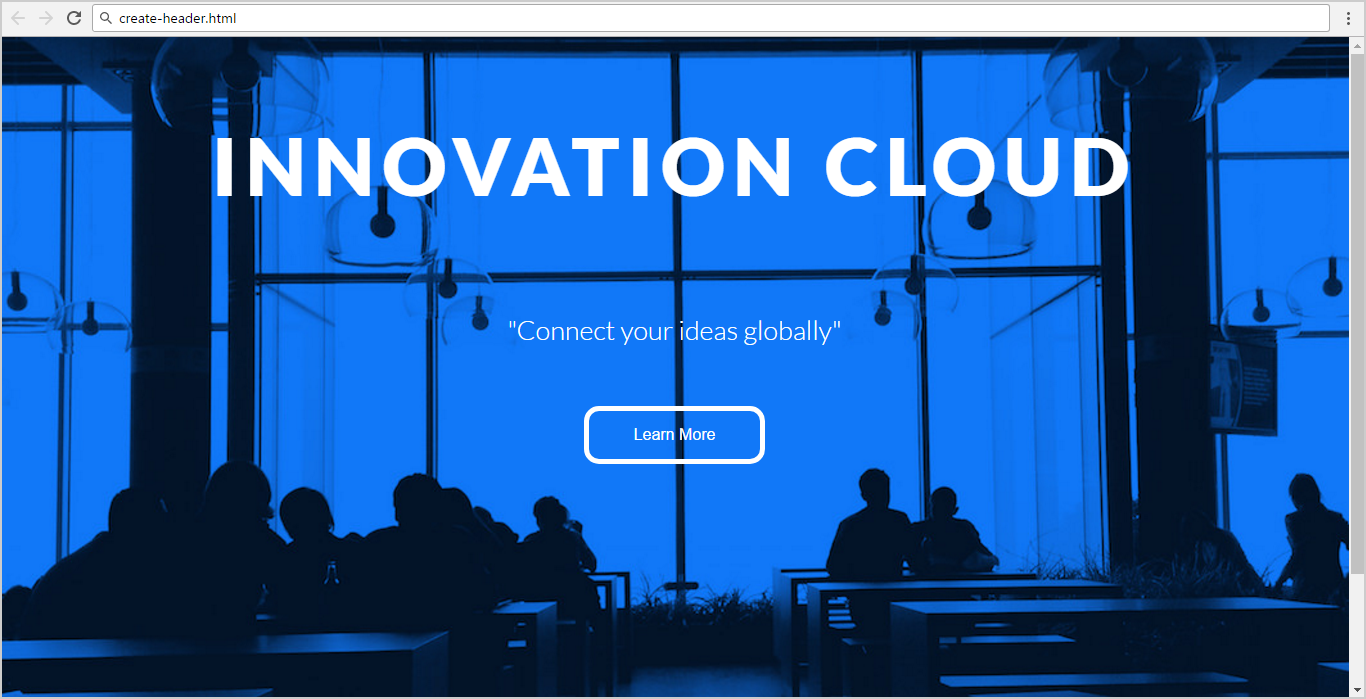 create-header.html
INNOVATION CLOUD
"Connect your ideas globally"
Learn More